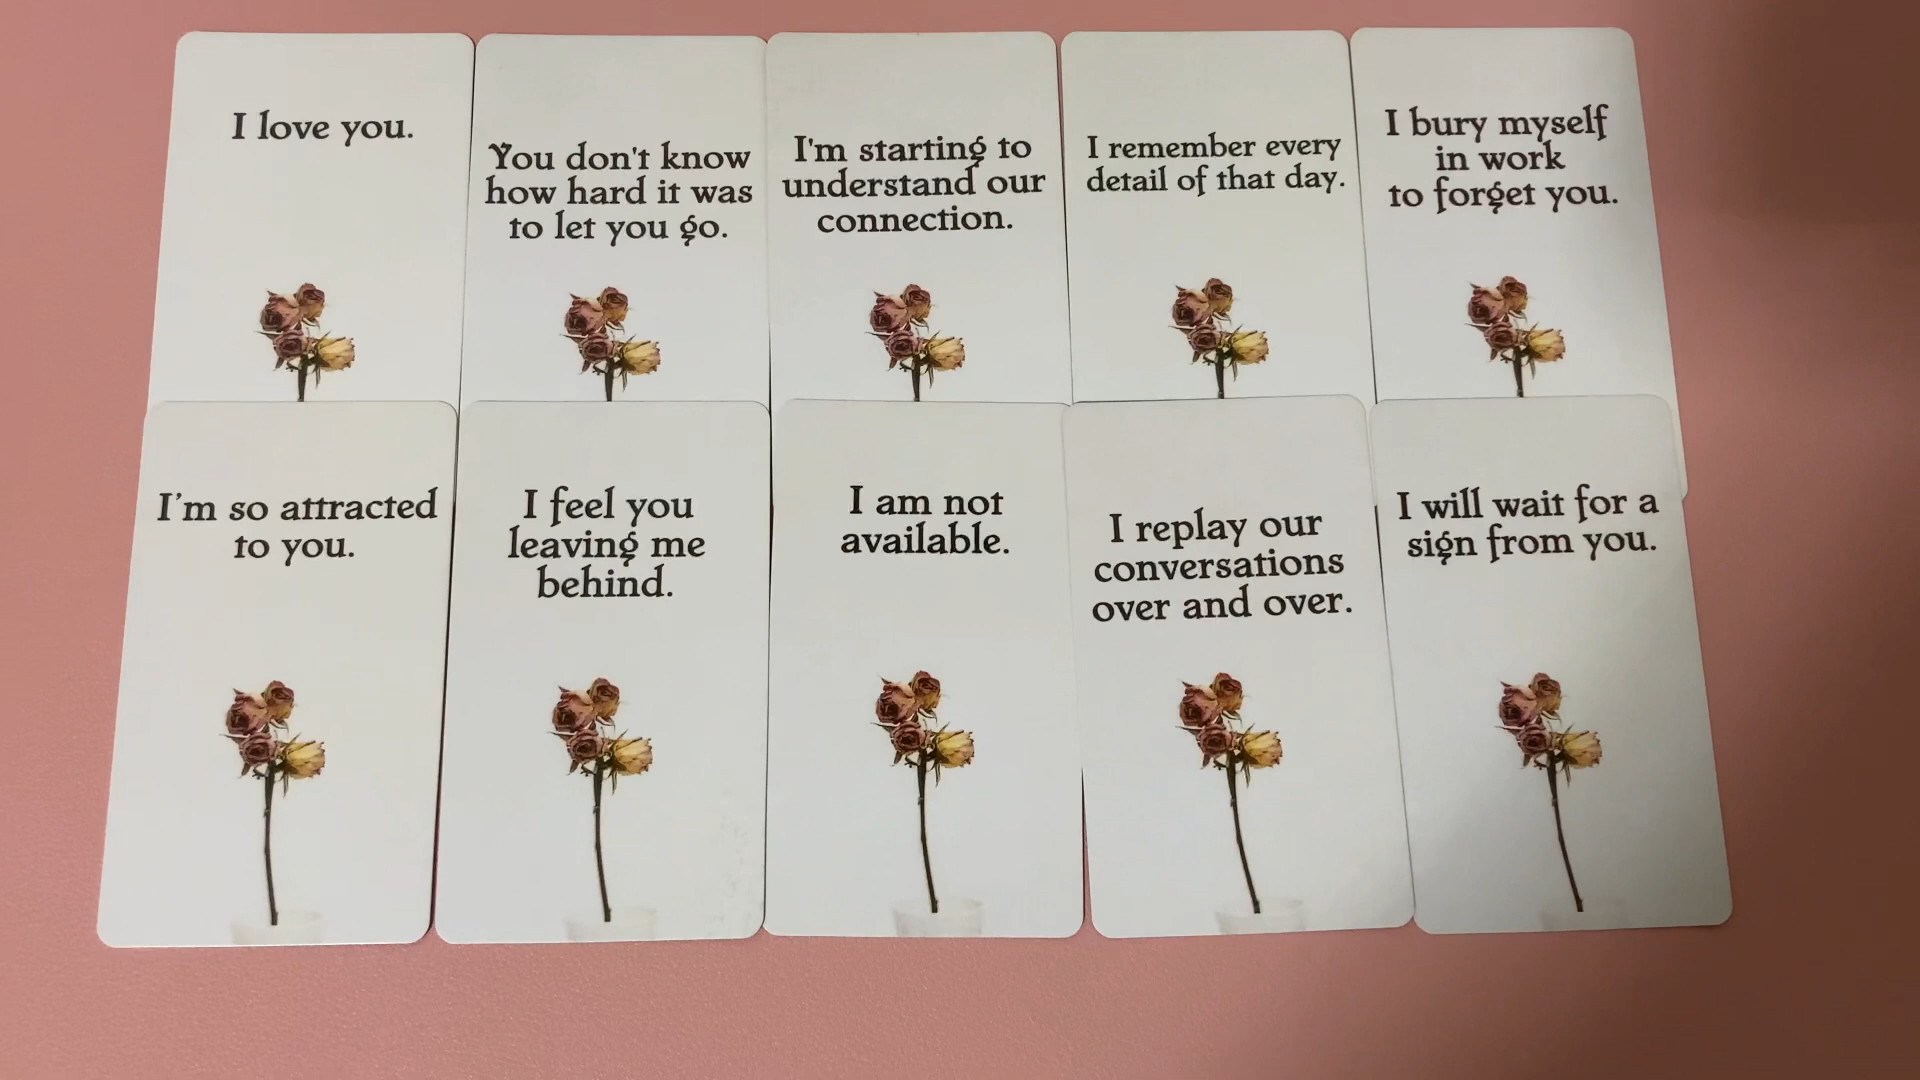 I love you.
You don't know
how hard it was
to let you go.
I'm starting to
understand our
connection.
I remember every
detail of that day.
I bury myself
in work
to forget you.
I'm so attracted
to you.
I feel you
leaving me
behind.
I am not
available.
I replay our
conversations
over and over.
I will wait for a
sign from you.